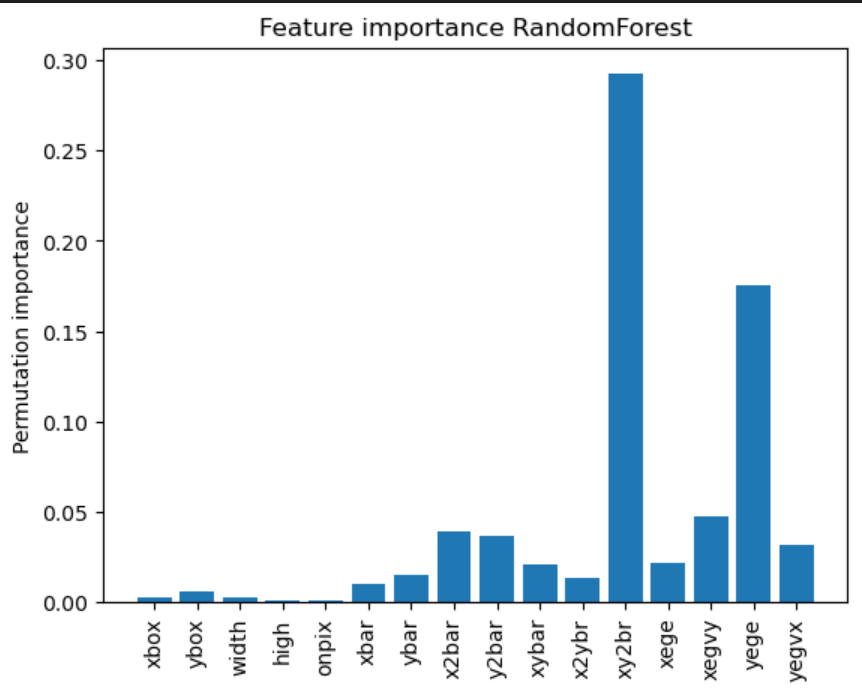 Feature importance RandomForest
Permutation importance
0.30
0.25
0.20
0.15
0.10
0.05
0.00
xbox
ybox
width
high
onpix
xbar
ybar
x2bar
y2bar
xybar
x2ybr
xy2br
xege
xegvy
yege
yegvx